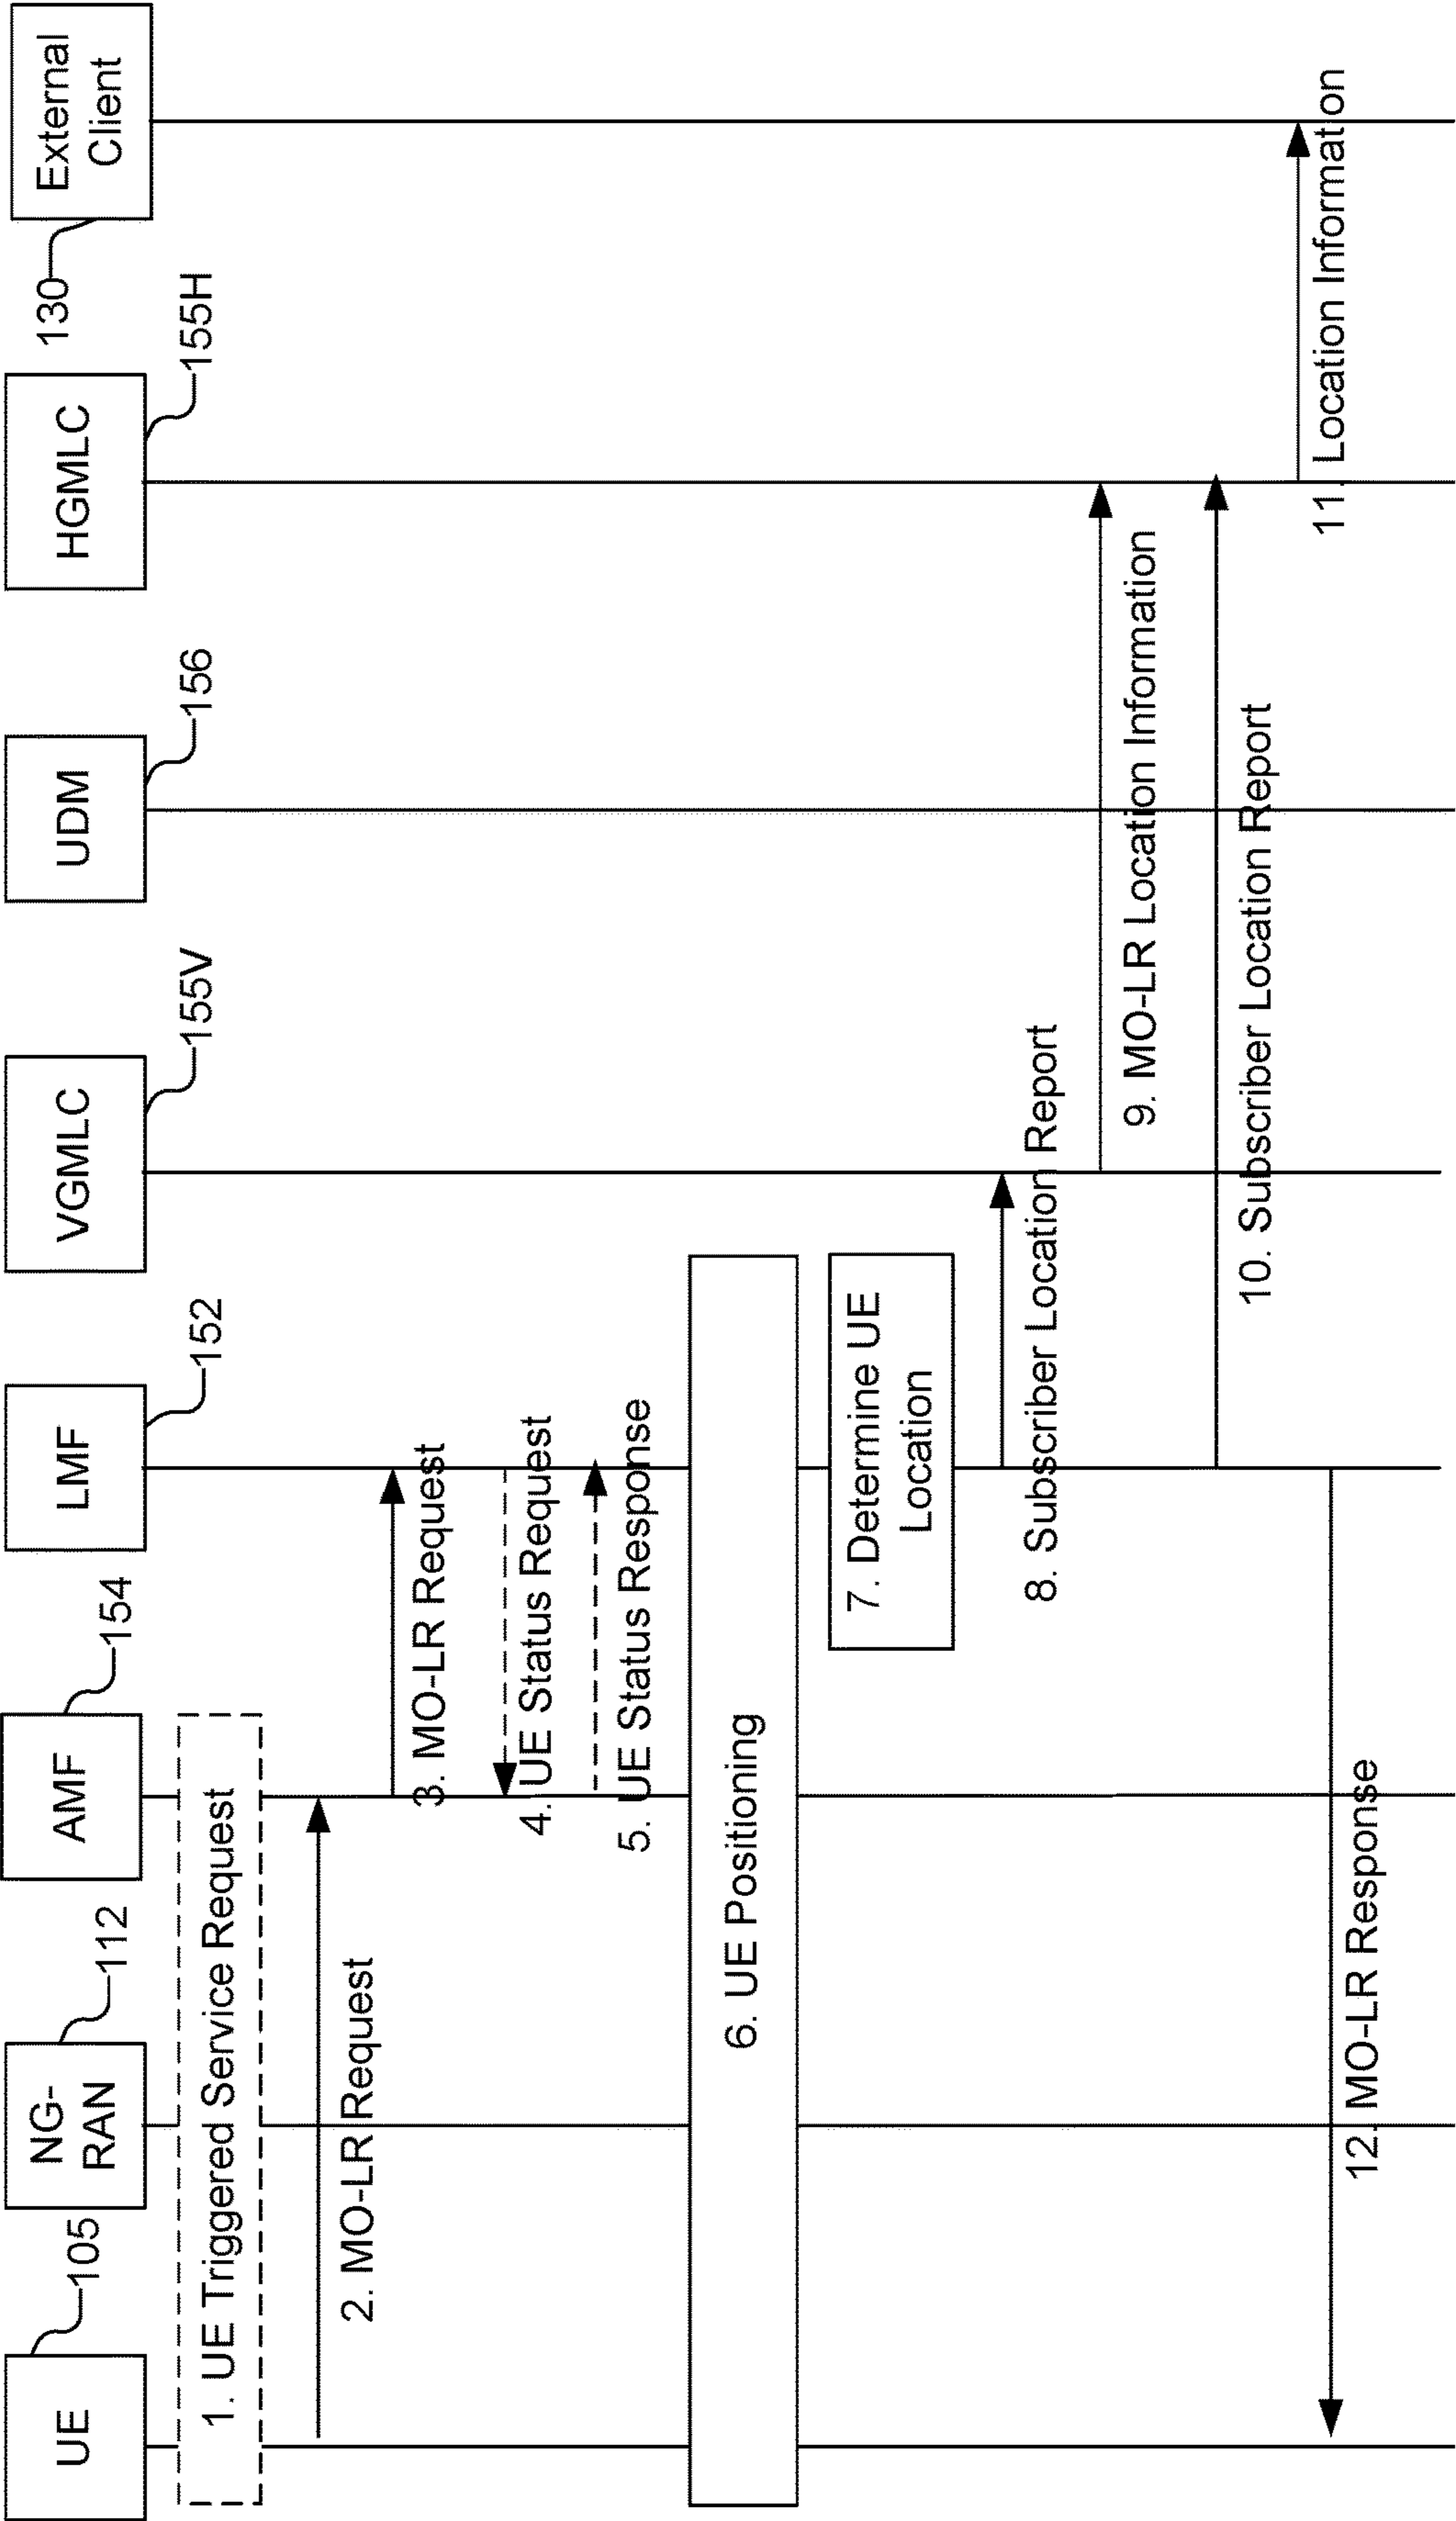 UE
105
NG-
RAN
112
AMF
154
LMF
152
VGMLC
155V
UDM
156
HGMLC
155H
External
Client
130
1. UE Triggered Service Request
2. MO-LR Request
3. MO-LR Request
4. UE Status Request
5. UE Status Response
6. UE Positioning
7. Determine UE
Location
8. Subscriber Location Report
9. MO-LR Location Information
10. Subscriber Location Report
11. Location Information
12. MO-LR Response